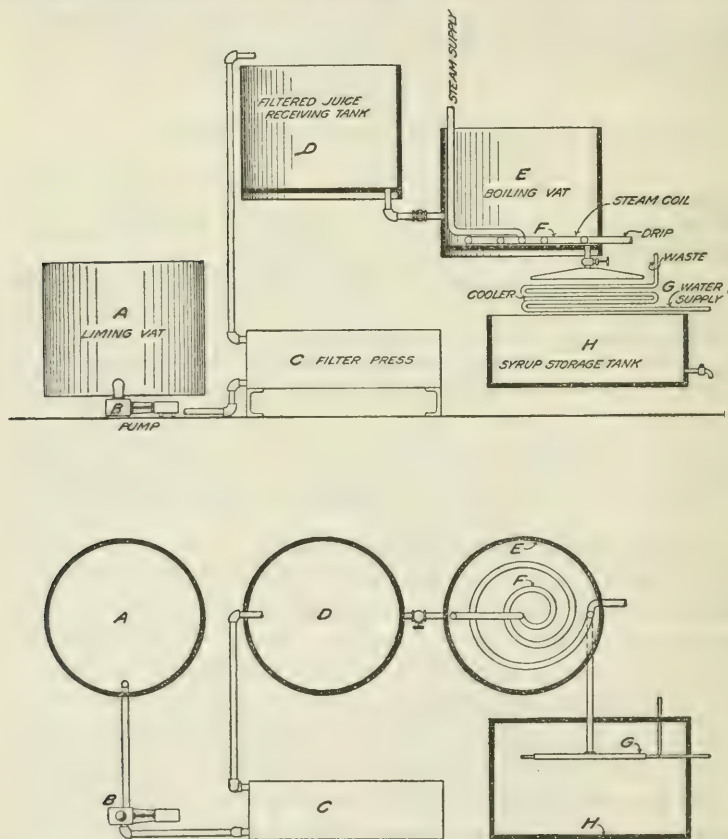 STEAM SUPPLY
FILTERED JUICE
RECEIVING TANK
D
E
BOILING VAT
F
STEAM COIL
DRIP
WASTE
COOLER
G WATER
SUPPLY
A
LIMING VAT
C FILTER PRESS
H
SYRUP STORAGE TANK
B
PUMP
A
D
E
F
B
C
G
H